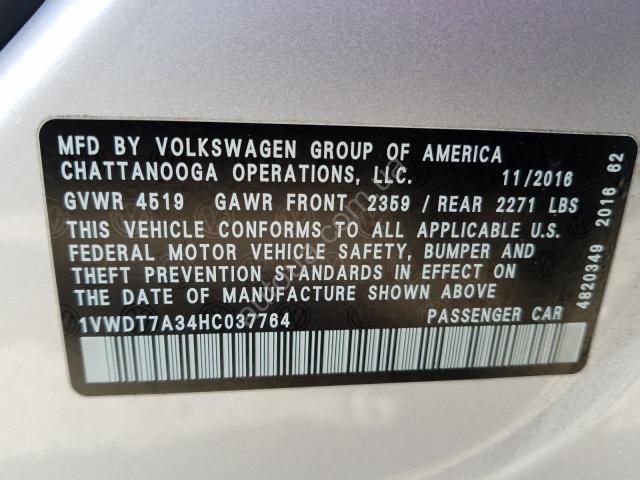 MFD BY VOLKSWAGEN GROUP OF AMERICA
CHATTANOOGA OPERATIONS, LLC. 11/2016
GVWR 4519 GAWR FRONT 2359 / REAR 2271 LBS
THIS VEHICLE CONFORMS TO ALL APPLICABLE U.S.
FEDERAL MOTOR VEHICLE SAFETY, BUMPER AND
THEFT PREVENTION STANDARDS IN EFFECT ON
THE DATE OF MANUFACTURE SHOWN ABOVE
1VWDT7A34HC037764 PASSENGER CAR
4820349 2016 62